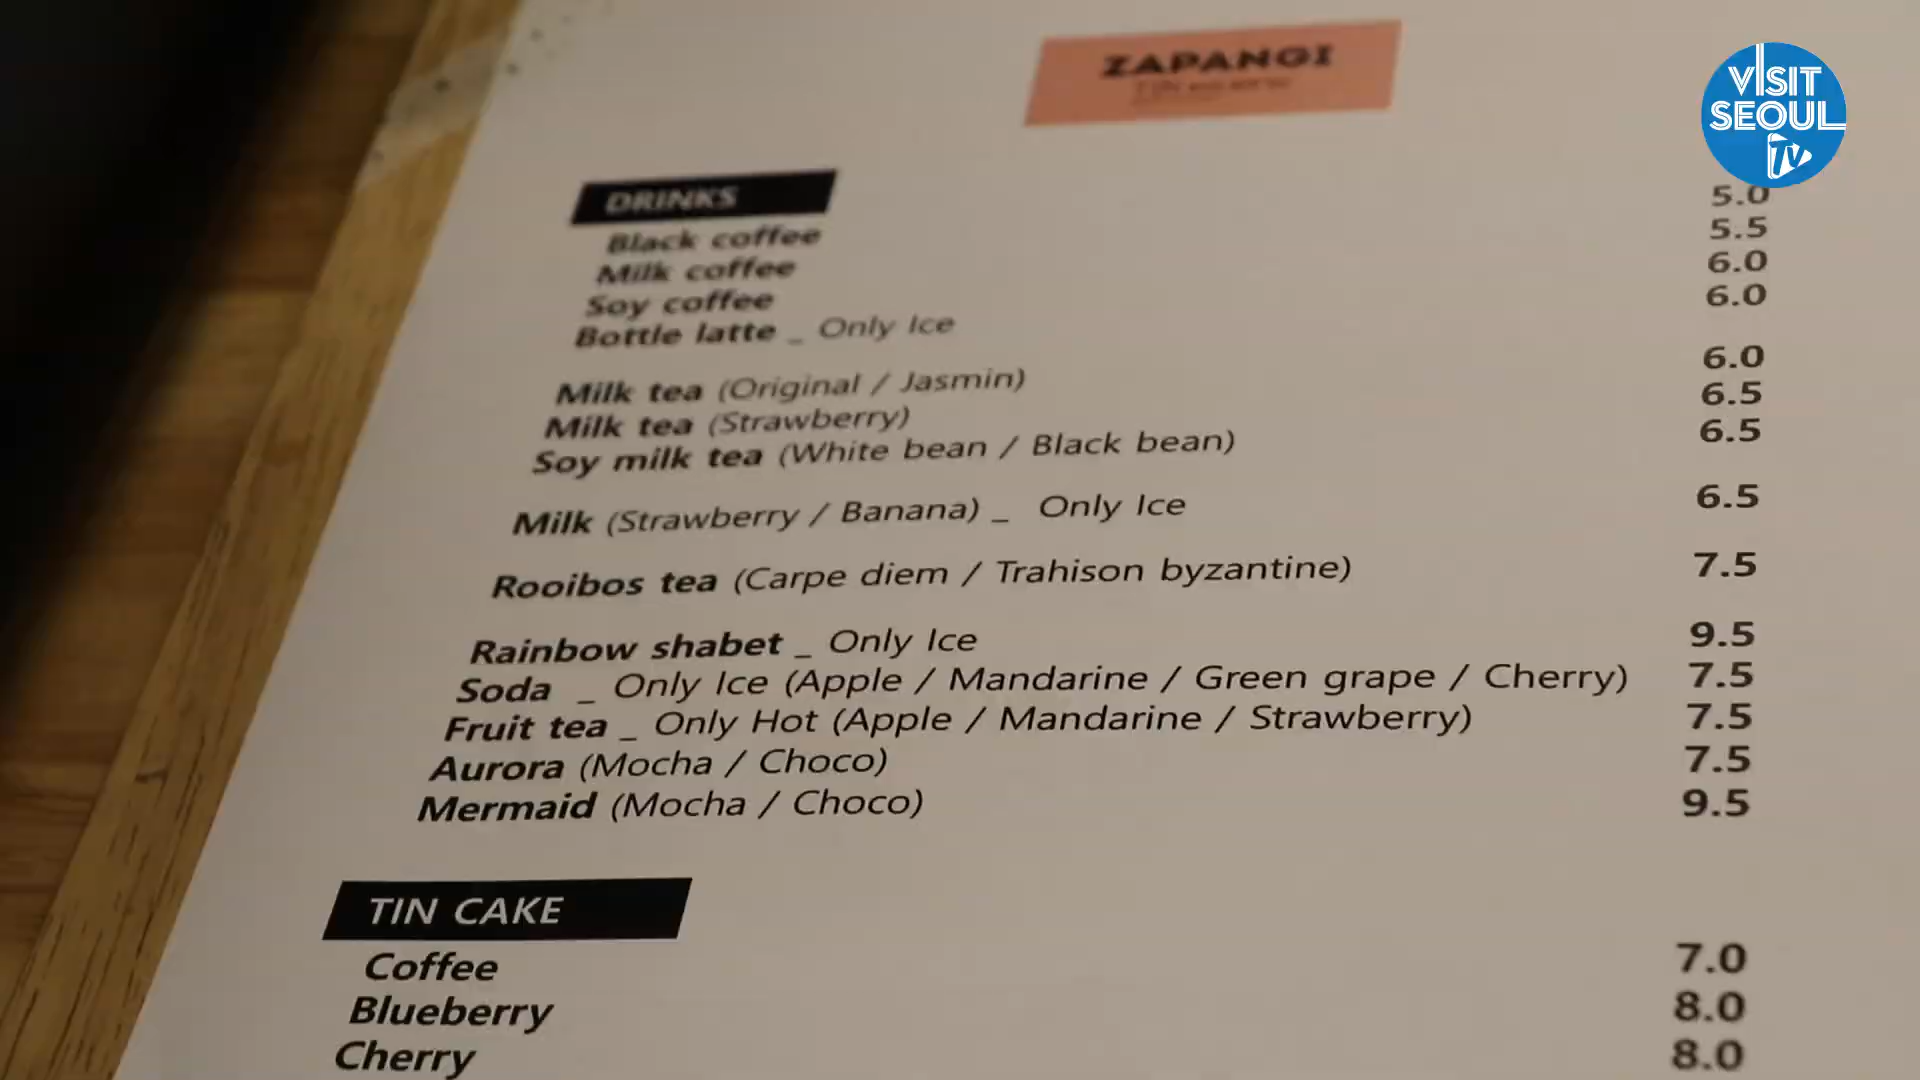 ZAPANGI
VISIT
SEOUL
TV
DRINKS
Black coffee 5.0
Milk coffee 5.5
Soy coffee 6.0
Bottle latte _ Only Ice 6.0
Milk tea (Original / Jasmin) 6.0
Milk tea (Strawberry) 6.5
Soy milk tea (White bean / Black bean) 6.5
Milk (Strawberry / Banana) _ Only Ice 6.5
Rooibos tea (Carpe diem / Trahison byzantine) 7.5
Rainbow shabet _ Only Ice 9.5
Soda _ Only Ice (Apple / Mandarine / Green grape / Cherry) 7.5
Fruit tea _ Only Hot (Apple / Mandarine / Strawberry) 7.5
Aurora (Mocha / Choco) 7.5
Mermaid (Mocha / Choco) 9.5
TIN CAKE
Coffee 7.0
Blueberry 8.0
Cherry 8.0